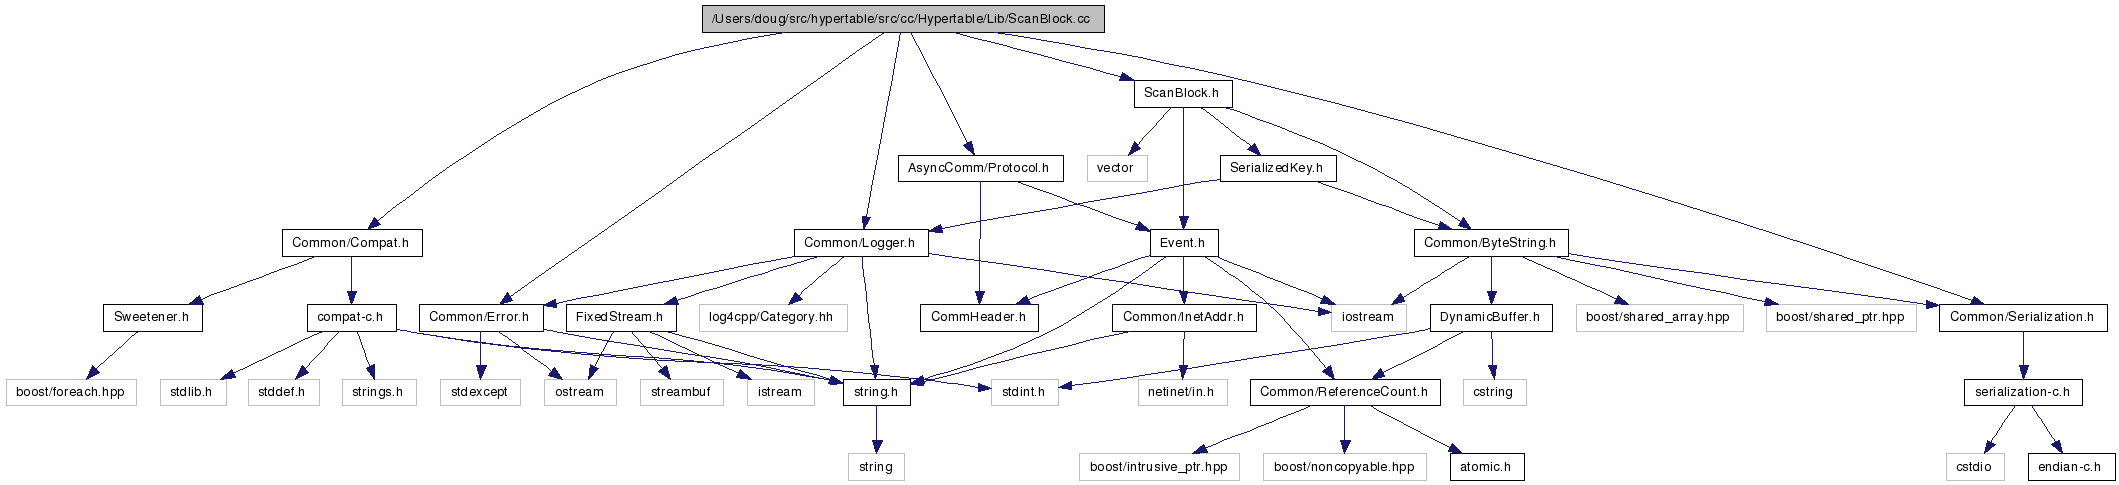 /Users/doug/src/hypertable/src/cc/Hypertable/Lib/ScanBlock.cc
ScanBlock.h
AsyncComm/Protocol.h
vector
SerializedKey.h
Common/Compat.h
Common/Logger.h
Event.h
Common/ByteString.h
Sweetener.h
compat-c.h
Common/Error.h
FixedStream.h
log4cpp/Category.hh
CommHeader.h
Common/InetAddr.h
iostream
DynamicBuffer.h
boost/shared_array.hpp
boost/shared_ptr.hpp
Common/Serialization.h
boost/foreach.hpp
stdlib.h
stddef.h
strings.h
stdexcept
ostream
streambuf
istream
string.h
stdint.h
netinet/in.h
Common/ReferenceCount.h
cstring
serialization-c.h
string
boost/intrusive_ptr.hpp
boost/noncopyable.hpp
atomic.h
cstdio
endian-c.h